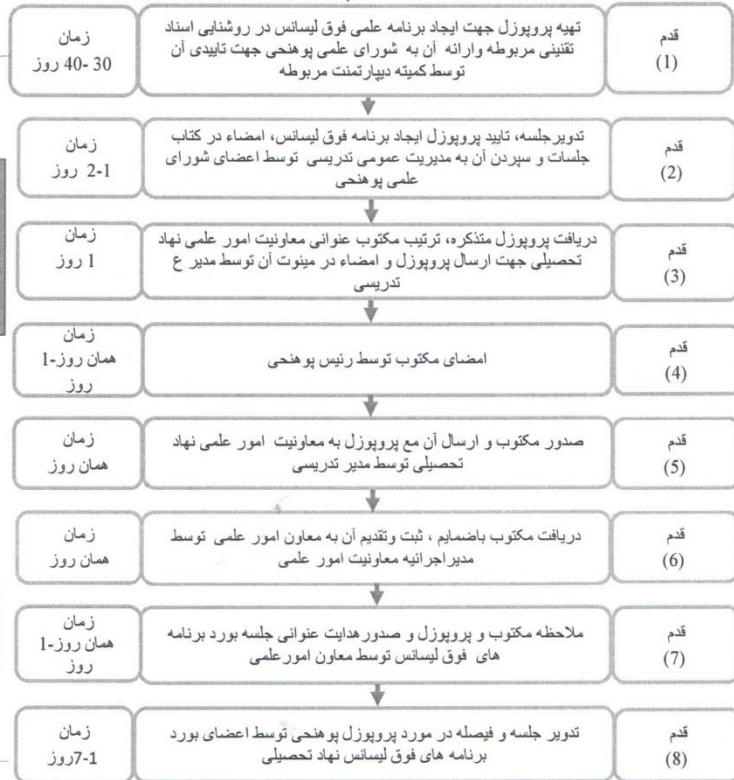 قدم
(1)
تهیه پروپوزل جهت ایجاد برنامه علمی فوق لیسانس در روشنایی اسناد
تقنینی مربوطه وارانه آن به شورای علمی پوهنحی جهت تاییدی آن
توسط کمیته دیپارتمنت مربوطه
زمان
30 -40 روز
قدم
(2)
تدویرجلسه، تایید پروپوزل ایجاد برنامه فوق لیسانس، امضاء در کتاب
جلسات و سپردن آن به مدیریت عمومی تدریسی توسط اعضای شورای
علمی پوهنحی
زمان
1-2 روز
قدم
(3)
دریافت پروپوزل متذکره، ترتیب مکتوب عنوانی معاونیت امور علمی نهاد
تحصیلی جهت ارسال پروپوزل و امضاء در مینوت آن توسط مدیر ع
تدریسی
زمان
1 روز
قدم
(4)
امضای مکتوب توسط رئیس پوهنحی
زمان
همان روز-1
روز
قدم
(5)
صدور مکتوب و ارسال آن مع پروپوزل به معاونیت امور علمی نهاد
تحصیلی توسط مدیر تدریسی
زمان
همان روز
قدم
(6)
دریافت مکتوب باضمایم ، ثبت وتقدیم آن به معاون امور علمی توسط
مدیراجرائیه معاونیت امور علمی
زمان
همان روز
قدم
(7)
ملاحظه مکتوب و پروپوزل و صدورهدایت عنوانی جلسه بورد برنامه
های فوق لیسانس توسط معاون امورعلمی
زمان
همان روز-1
روز
قدم
(8)
تدویر جلسه و فیصله در مورد پروپوزل پوهنحی توسط اعضای بورد
برنامه های فوق لیسانس نهاد تحصیلی
زمان
1-7روز